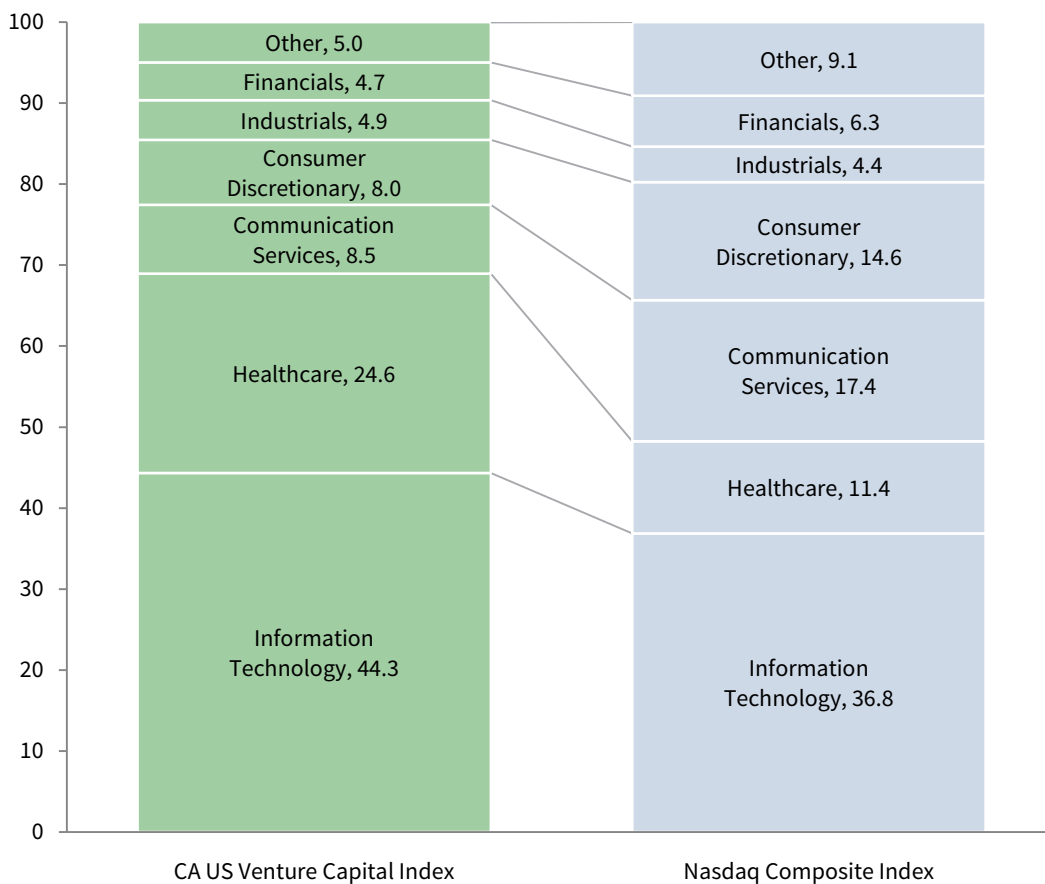 100
90
80
70
60
50
40
30
20
10
0
Other, 5.0
Financials, 4.7
Industrials, 4.9
Consumer
Discretionary, 8.0
Communication
Services, 8.5
Healthcare, 24.6
Information
Technology, 44.3
Other, 9.1
Financials, 6.3
Industrials, 4.4
Consumer
Discretionary, 14.6
Communication
Services, 17.4
Healthcare, 11.4
Information
Technology, 36.8
CA US Venture Capital Index
Nasdaq Composite Index